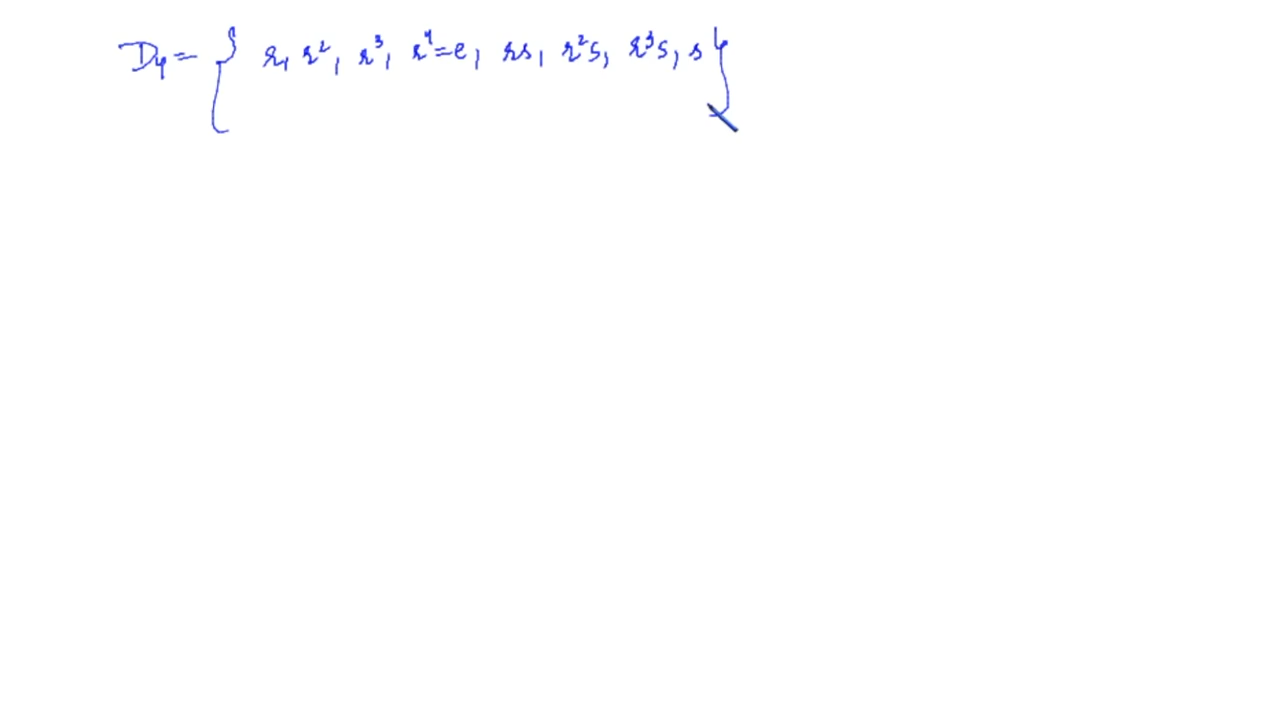 D₄ = { r, r², r³, r⁴=e, rs, r²s, r³s, s }